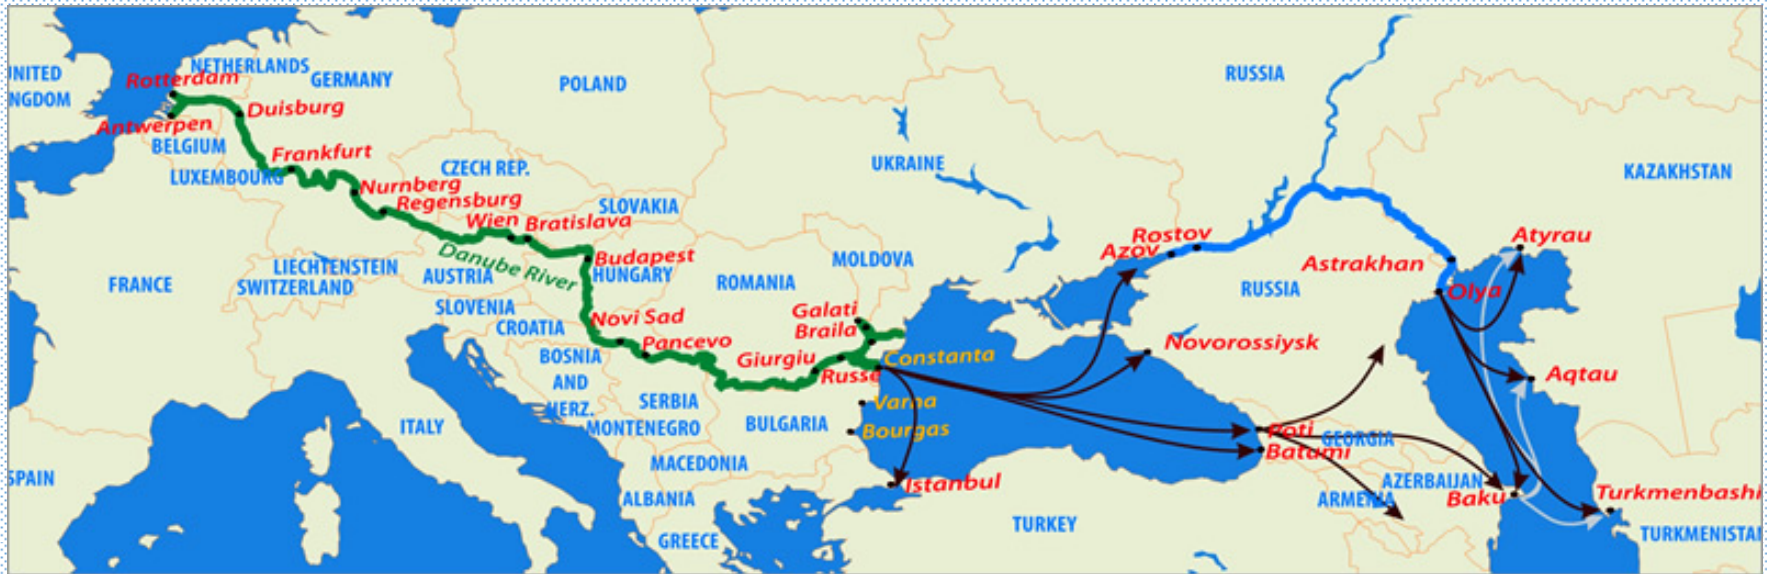 UNITED
KINGDOM
NETHERLANDS
Rotterdam
GERMANY
POLAND
RUSSIA
Duisburg
Antwerpen
BELGIUM
Frankfurt
LUXEMBOURG
CZECH REP.
UKRAINE
KAZAKHSTAN
Nurnberg
Regensburg
SLOVAKIA
Wien
Bratislava
Danube River
Budapest
HUNGARY
MOLDOVA
Rostov
Azov
Atyrau
Astrakhan
FRANCE
LIECHTENSTEIN
SWITZERLAND
AUSTRIA
ROMANIA
RUSSIA
Olya
SLOVENIA
CROATIA
Novi Sad
Galati
Braila
Pancevo
Giurgiu
Russe
Constanta
Novorossiysk
BOSNIA
AND
HERZ.
Aqtau
SERBIA
Varna
MONTENEGRO
BULGARIA
Bourgas
ITALY
Poti
GEORGIA
Batumi
MACEDONIA
SPAIN
ALBANIA
Istanbul
AZERBAIJAN
ARMENIA
Baku
Turkmenbashi
GREECE
TURKEY
TURKMENISTA